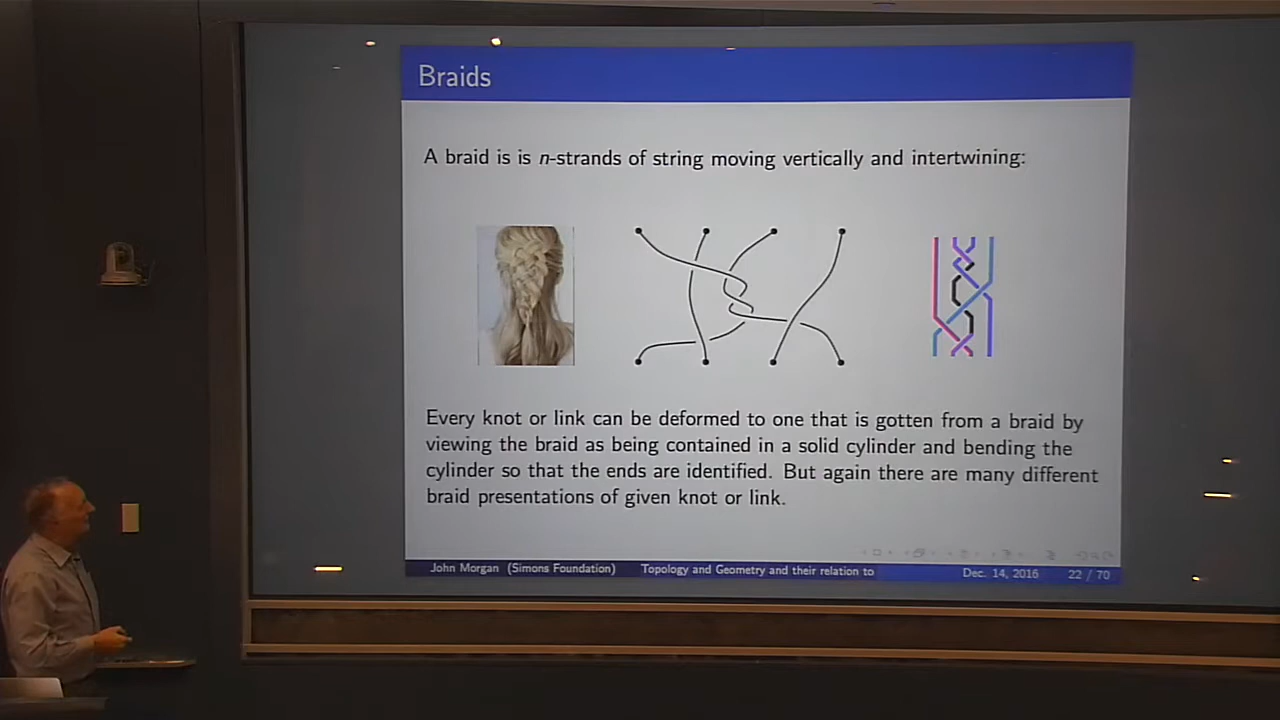 Braids
A braid is is n-strands of string moving vertically and intertwining:
Every knot or link can be deformed to one that is gotten from a braid by
viewing the braid as being contained in a solid cylinder and bending the
cylinder so that the ends are identified. But again there are many different
braid presentations of given knot or link.
John Morgan (Simons Foundation) Topology and Geometry and their relation to Dec. 14, 2016 22 / 70